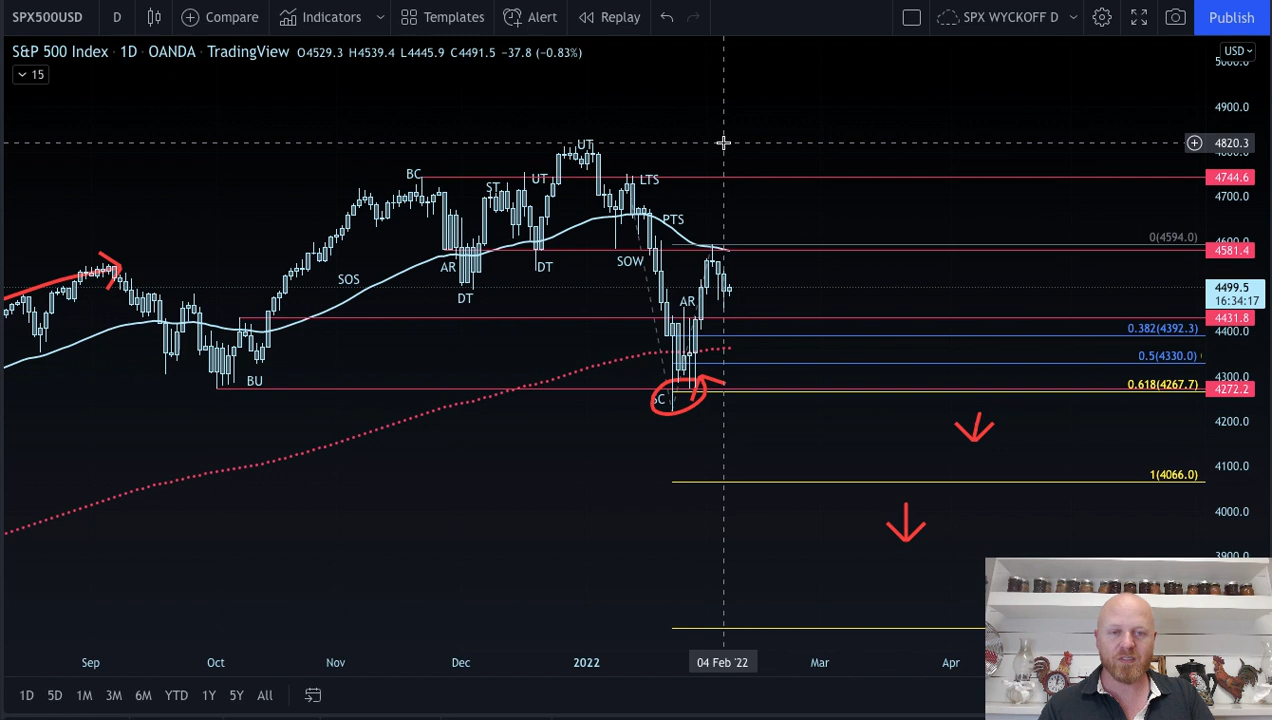 SPX500USD D Compare Indicators Templates Alert Replay SPX WYCKOFF D Publish
S&P 500 Index · 1D · OANDA · TradingView O4529.3 H4539.4 L4445.9 C4491.5 −37.8 (−0.83%)
USD
15
4900.0
4820.3
UT
BC
4744.6
ST
UT
LTS
4700.0
PTS
0(4594.0)
4581.4
AR
DT
SOW
SOS
DT
4499.5
16:34:17
AR
4431.8
0.382(4392.3)
4400.0
0.5(4330.0)
BU
4300.0
0.618(4267.7)
4272.2
SC
4200.0
4100.0
1(4066.0)
4000.0
Sep Oct Nov Dec 2022 04 Feb '22 Mar Apr
1D 5D 1M 3M 6M YTD 1Y 5Y All